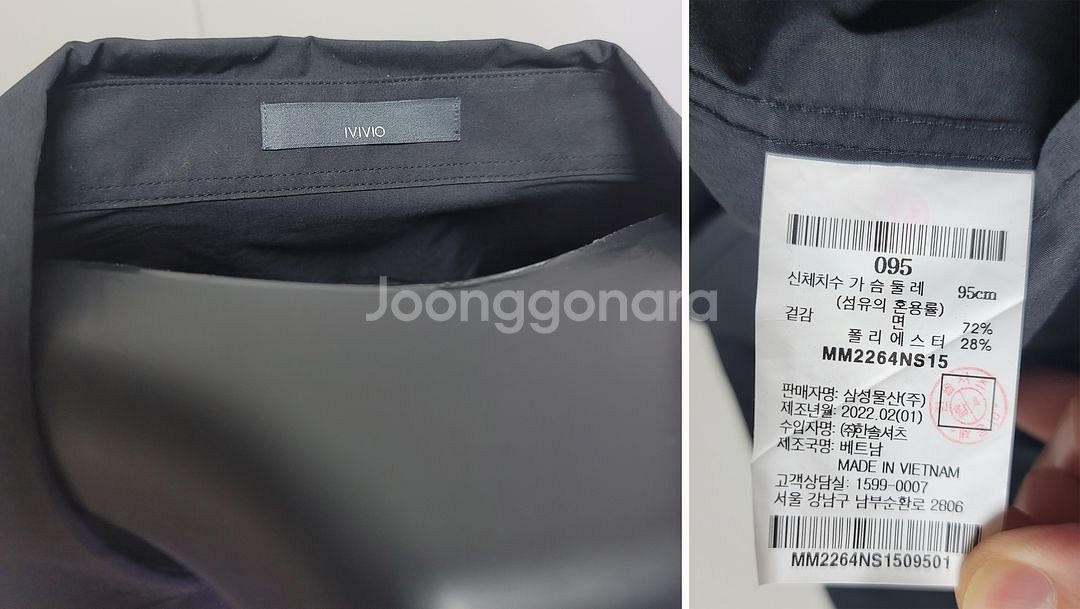 IVIVIO
Joonggonara
095
신체치수 가슴둘레 95cm
(섬유의 혼용률)
겉감 면 72%
폴리에스터 28%
MM2264NS15
판매자명: 삼성물산(주)
제조년월: 2022.02(01)
수입자명: (주)한솔셔츠
제조국명: 베트남
MADE IN VIETNAM
고객상담실: 1599-0007
서울 강남구 남부순환로 2806
MM2264NS1509501